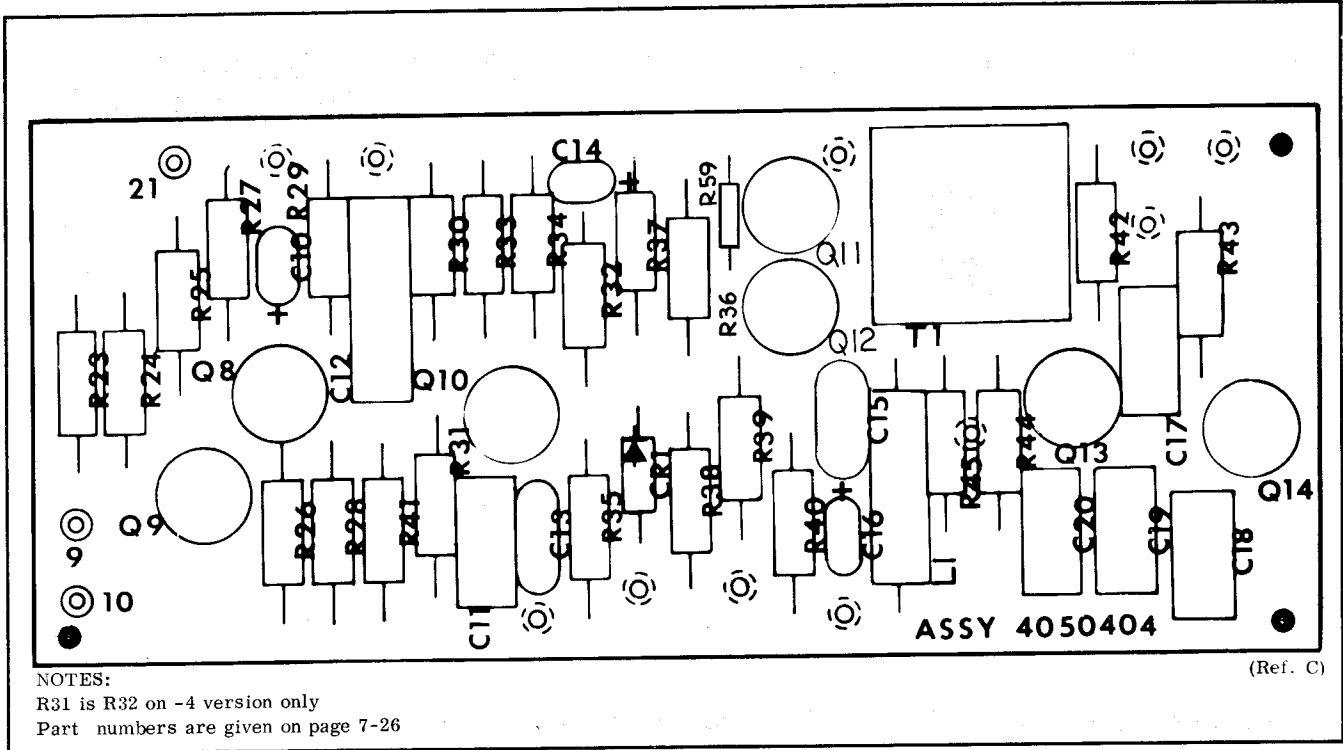 C14
21
R27
R29
C10
R30
R33
R34
+
R37
R59
Q11
R42
R43
R25
R32
+
R36
Q12
T1
R23
R24
Q8
C12
Q10
R31
R39
C15
R45
R44
Q13
C17
Q14
Q9
9
10
R26
R28
R41
C11
C13
R35
CR1
R38
R40
+
C16
L1
C20
C19
C18
ASSY 4050404
(Ref. C)
NOTES:
R31 is R32 on -4 version only
Part numbers are given on page 7-26